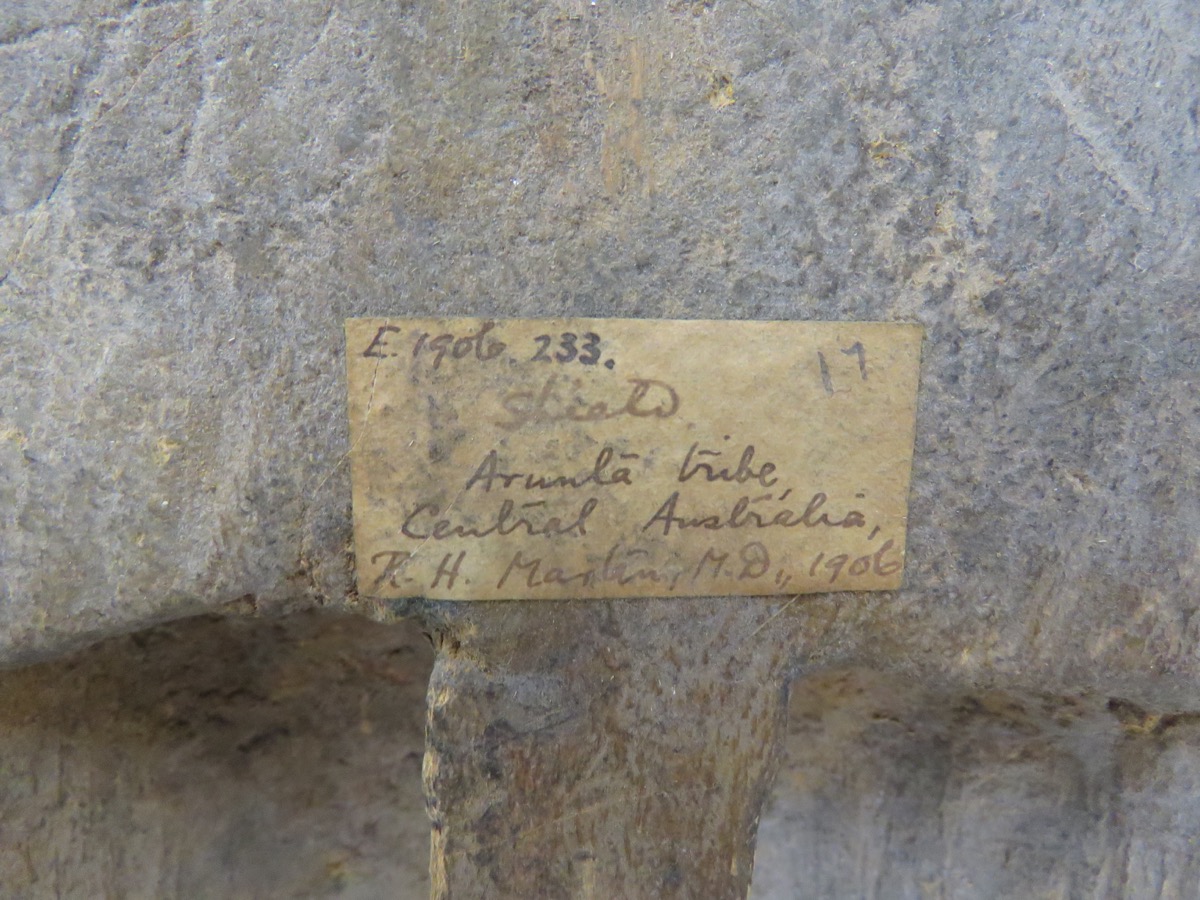 E. 1906. 233.
17
Shield
Arunta tribe,
Central Australia,
R. H. Martin, M.D., 1906